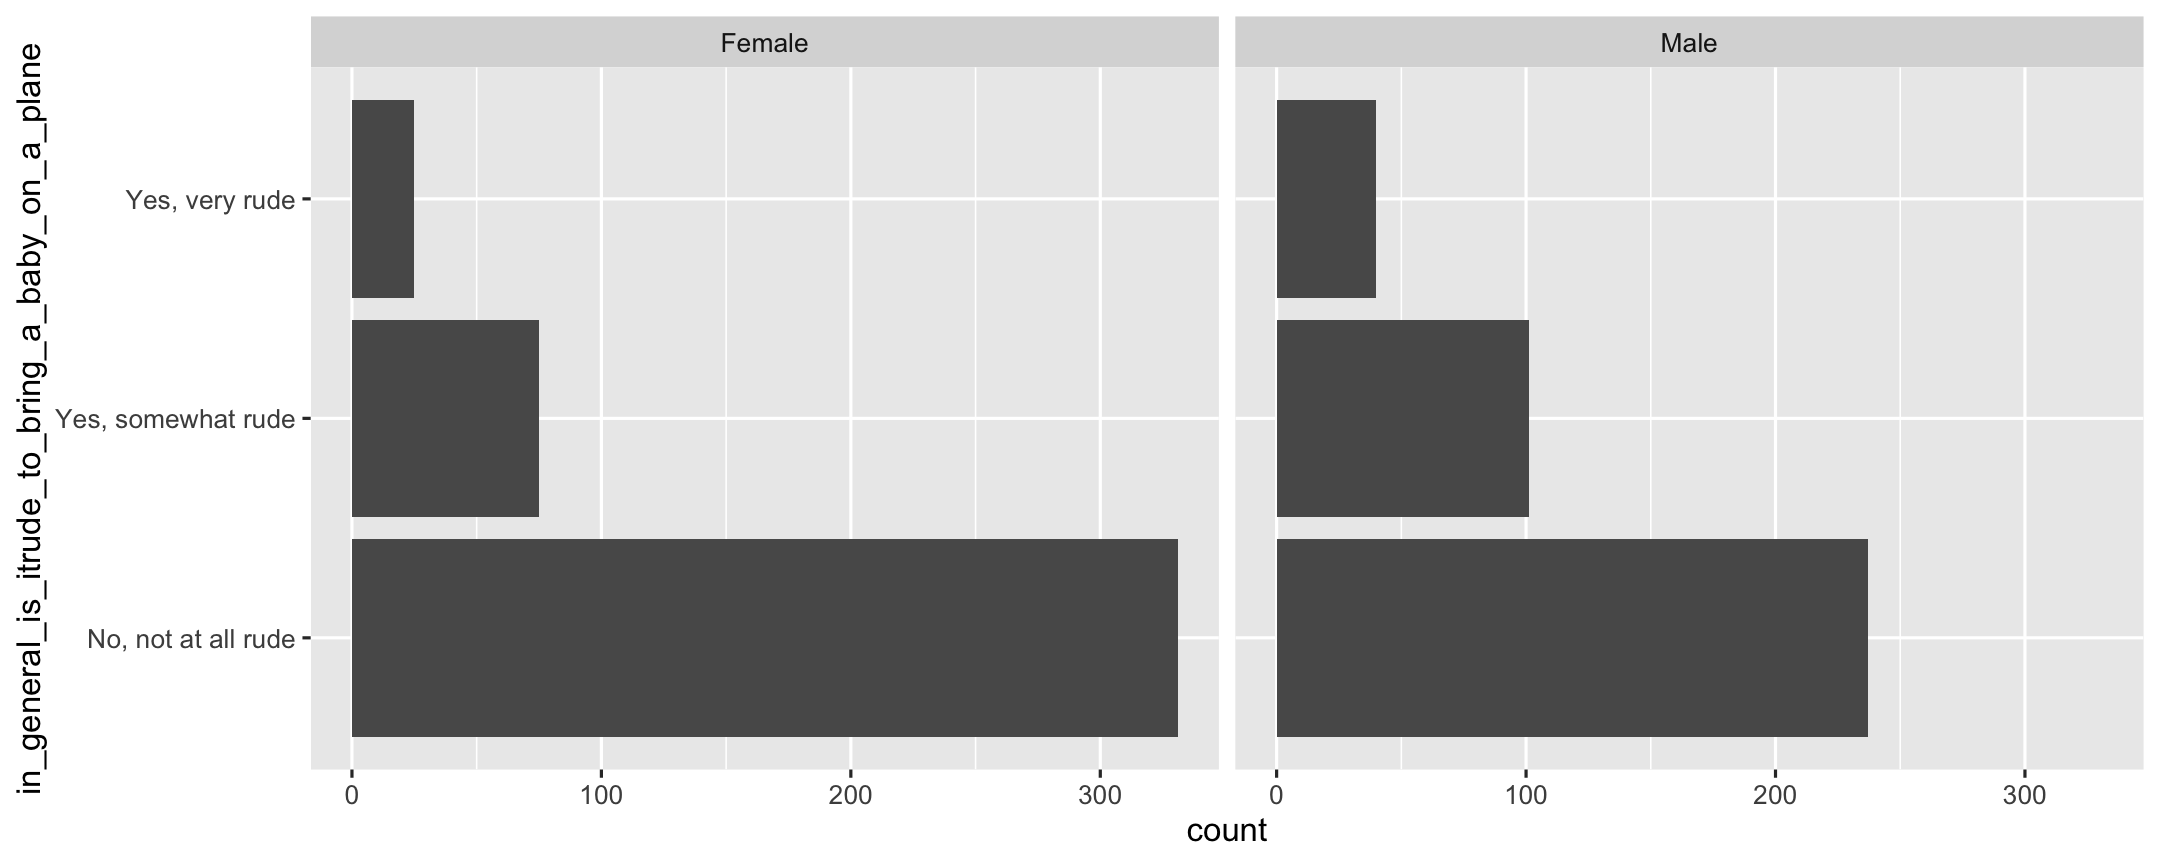 Female
Male
in_general_is_itrude_to_bring_a_baby_on_a_plane
Yes, very rude
Yes, somewhat rude
No, not at all rude
0 100 200 300
0 100 200 300
count